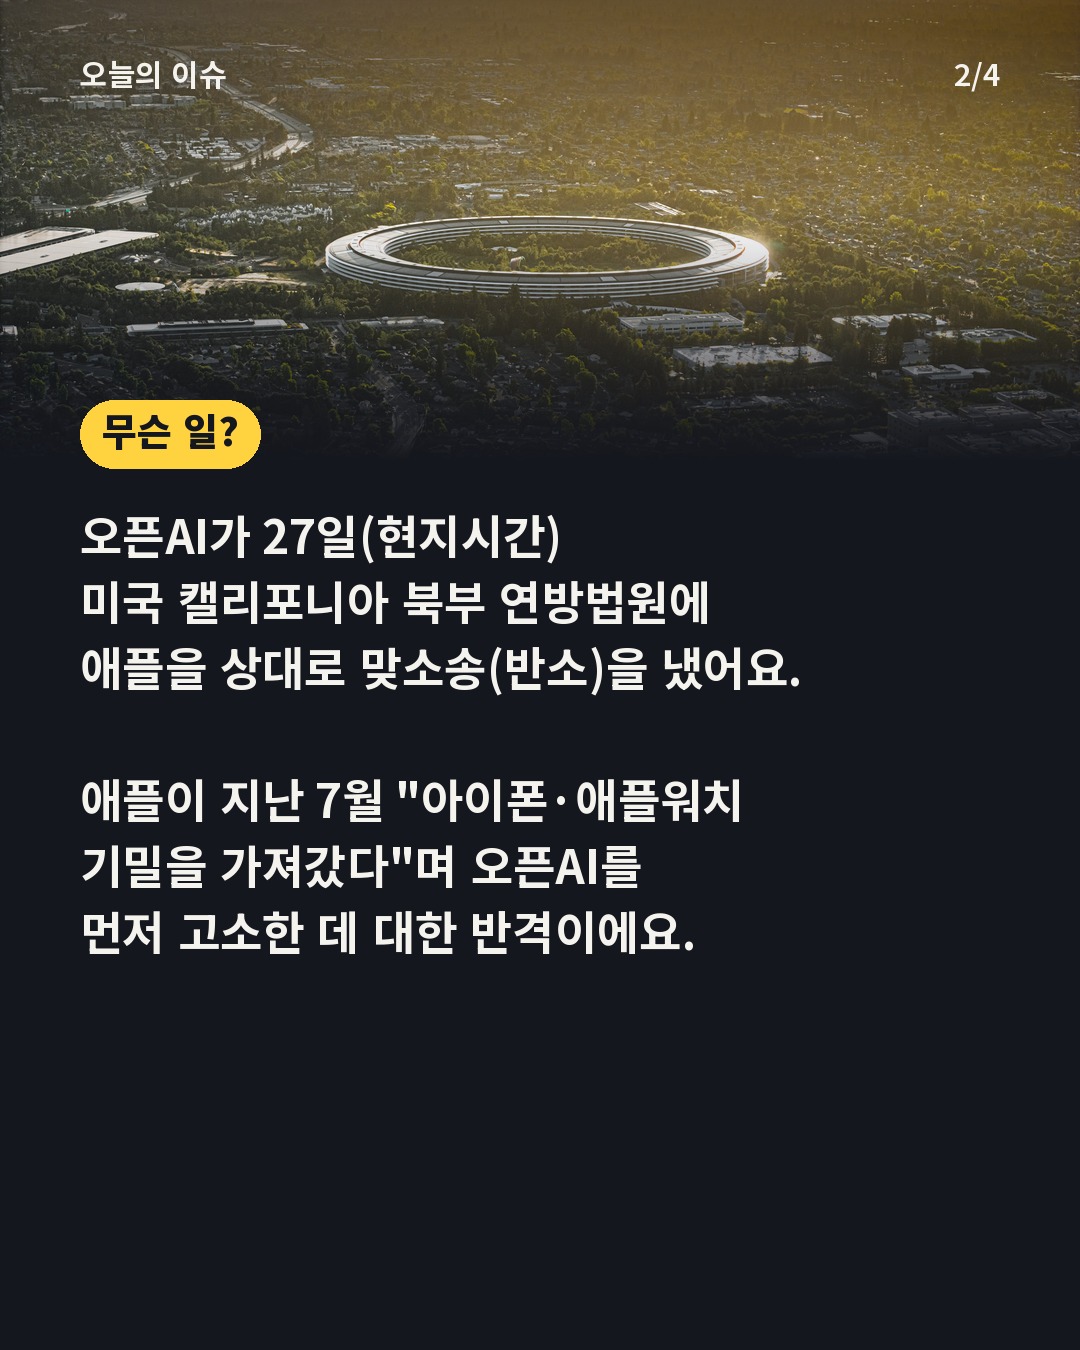 오늘의 이슈
2/4
무슨 일?
오픈AI가 27일(현지시간)
미국 캘리포니아 북부 연방법원에
애플을 상대로 맞소송(반소)을 냈어요.
애플이 지난 7월 "아이폰·애플워치
기밀을 가져갔다"며 오픈AI를
먼저 고소한 데 대한 반격이에요.